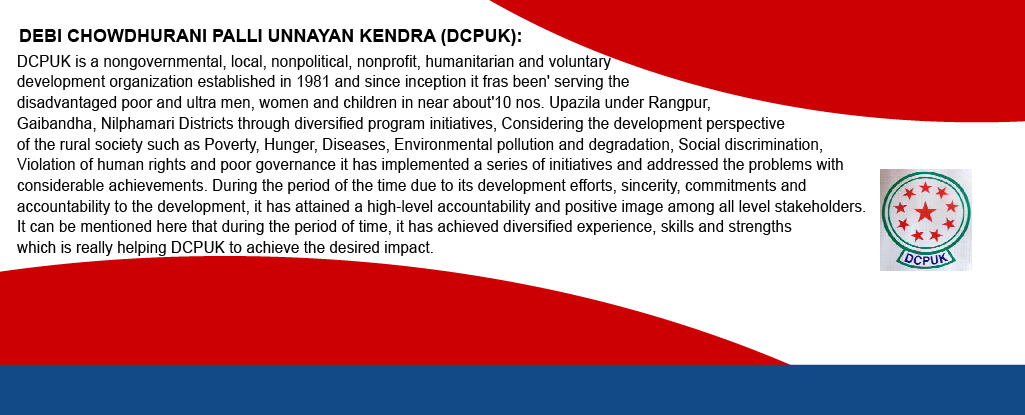 DEBI CHOWDHURANI PALLI UNNAYAN KENDRA (DCPUK):
DCPUK is a nongovernmental, local, nonpolitical, nonprofit, humanitarian and voluntary
development organization established in 1981 and since inception it fras been' serving the
disadvantaged poor and ultra men, women and children in near about'10 nos. Upazila under Rangpur,
Gaibandha, Nilphamari Districts through diversified program initiatives, Considering the development perspective
of the rural society such as Poverty, Hunger, Diseases, Environmental pollution and degradation, Social discrimination,
Violation of human rights and poor governance it has implemented a series of initiatives and addressed the problems with
considerable achievements. During the period of the time due to its development efforts, sincerity, commitments and
accountability to the development, it has attained a high-level accountablity and positive image among all level stakeholders.
It can be mentioned here that during the period of time, it has achieved diversified experience, skills and strengths
which is really helping DCPUK to achieve the desired impact.
DCPUK